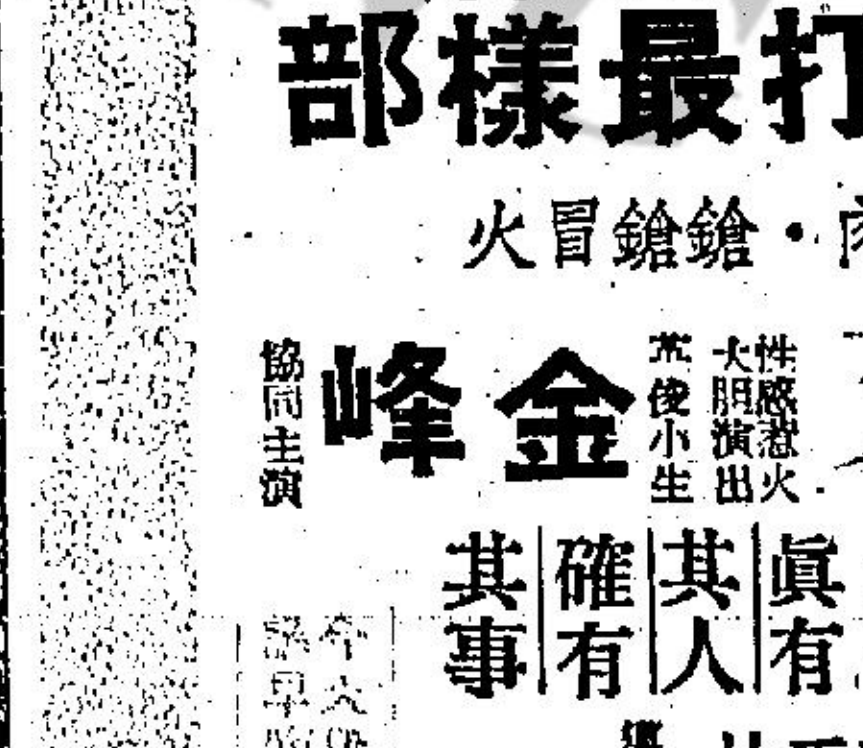 打最樣部
・鎗鎗冒火
性感惹火
大胆演出
英俊小生
金峰
協同主演
眞有
其人
確有
其事